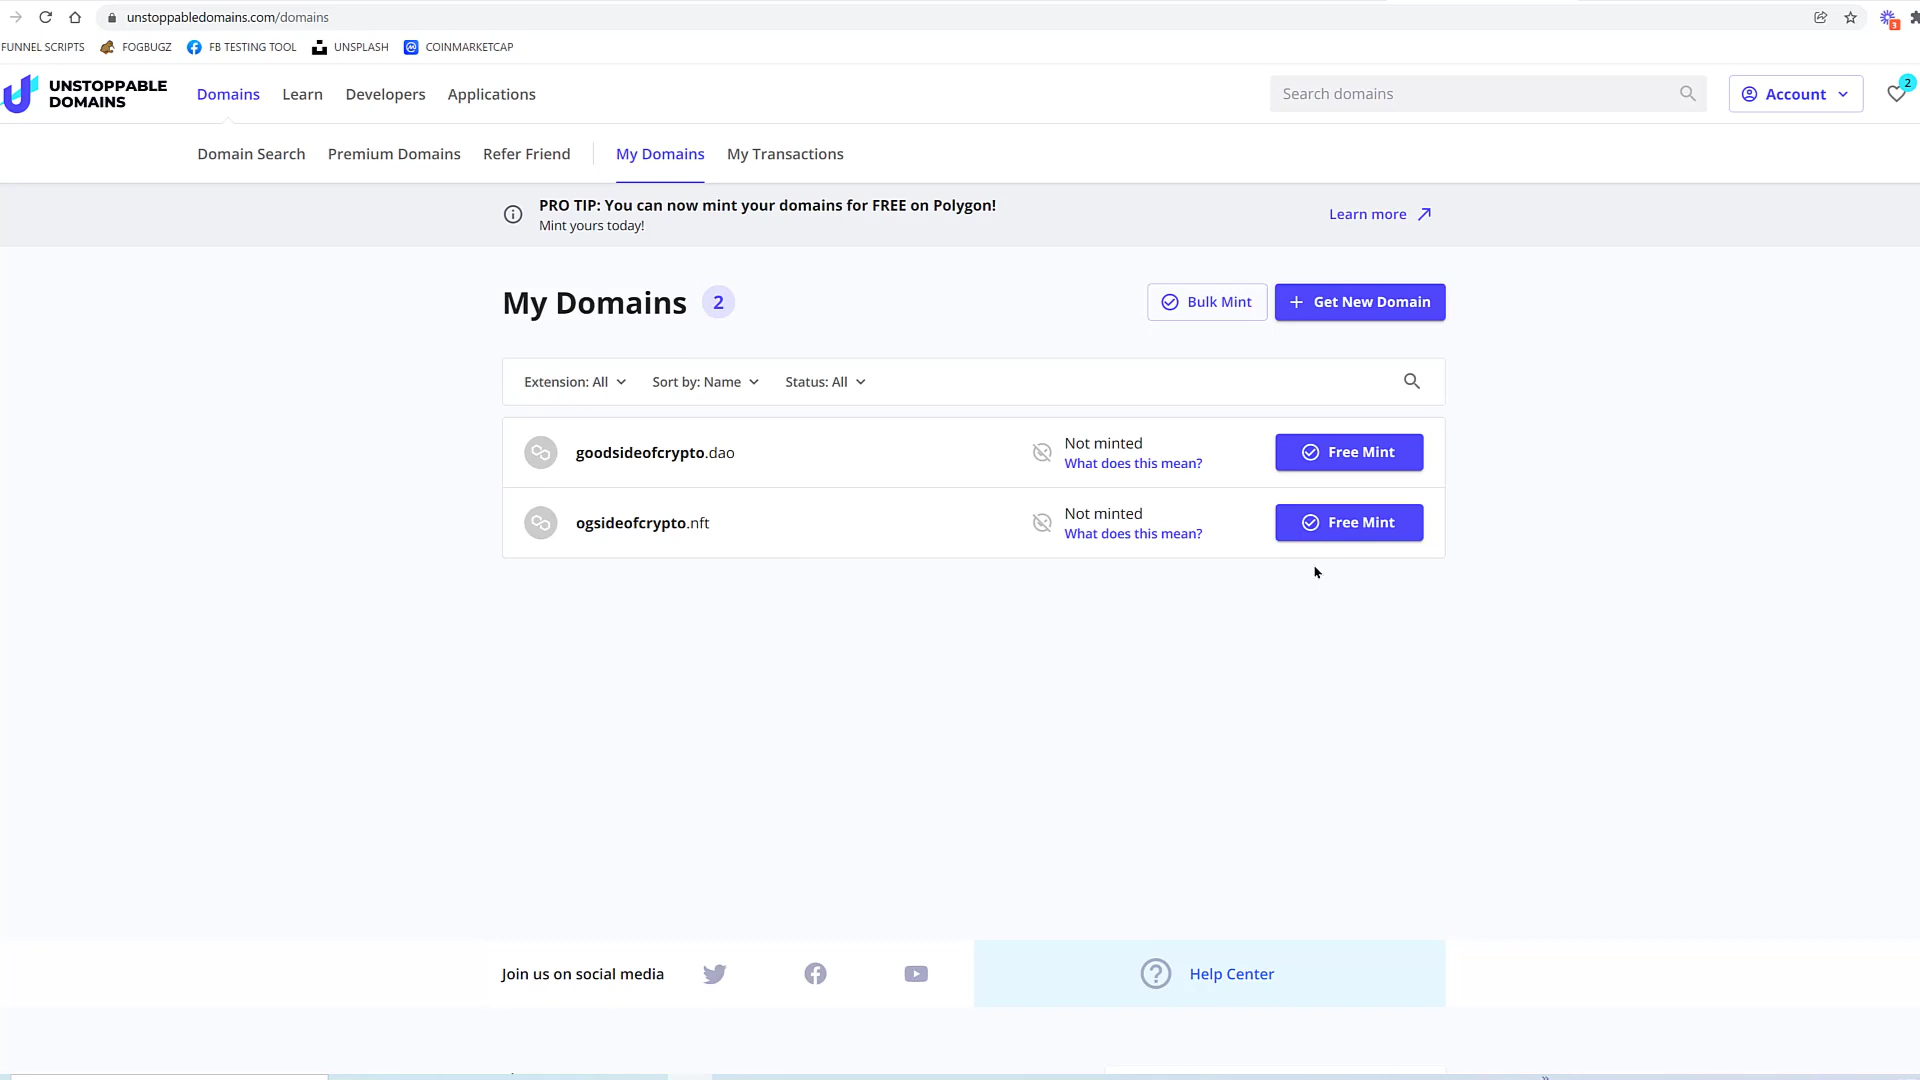 unstoppabledomains.com/domains
3
FUNNEL SCRIPTS FOGBUGZ FB TESTING TOOL UNSPLASH COINMARKETCAP
UNSTOPPABLE
DOMAINS
Domains Learn Developers Applications
Search domains
Account
2
Domain Search Premium Domains Refer Friend My Domains My Transactions
PRO TIP: You can now mint your domains for FREE on Polygon!
Mint yours today!
Learn more
My Domains 2
Bulk Mint
+ Get New Domain
Extension: All Sort by: Name Status: All
goodsideofcrypto.dao
Not minted
What does this mean?
Free Mint
ogsideofcrypto.nft
Not minted
What does this mean?
Free Mint
Join us on social media
Help Center